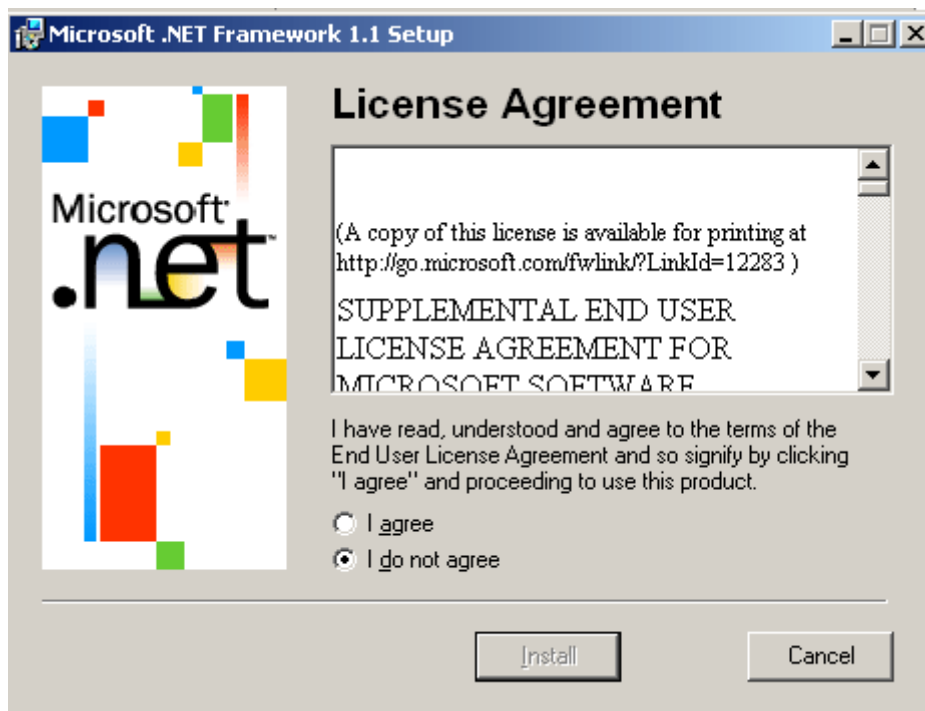 Microsoft .NET Framework 1.1 Setup
License Agreement
Microsoft
.net
(A copy of this license is available for printing at
http://go.microsoft.com/fwlink/?LinkId=12283 )
SUPPLEMENTAL END USER
LICENSE AGREEMENT FOR
MICROSOFT SOFTWARE
I have read, understood and agree to the terms of the
End User License Agreement and so signify by clicking
"I agree" and proceeding to use this product.
I agree
I do not agree
Install
Cancel